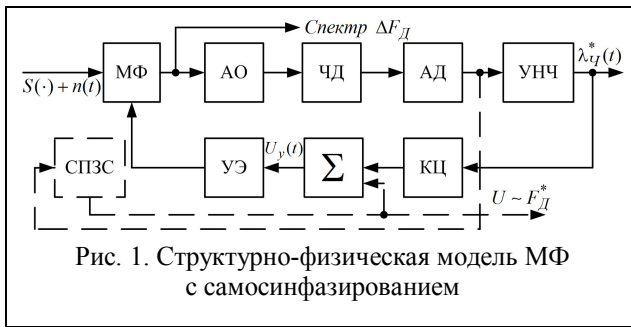 Спектр ΔF_Д
S(·) + n(t)
МФ
АО
ЧД
АД
УНЧ
λ*_Ч(t)
СПЗС
УЭ
U_у(t)
Σ
КЦ
U ~ F*_Д
Рис. 1. Структурно-физическая модель МФ
с самосинфазированием